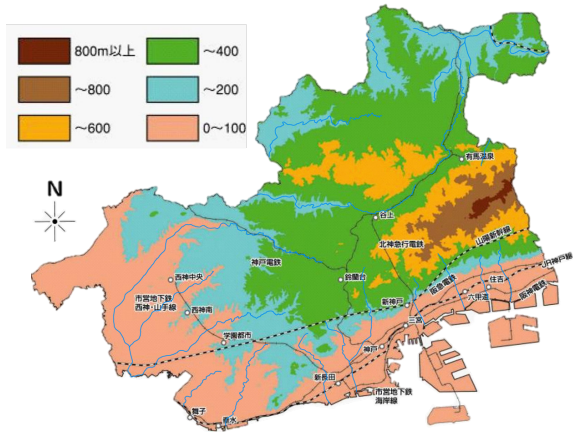 800m以上
～400
～800
～200
～600
0～100
N
有馬温泉
谷上
山陽新幹線
北神急行電鉄
神戸電鉄
鈴蘭台
JR神戸線
西神中央
阪急電鉄
住吉
新神戸
六甲道
阪神電鉄
市営地下鉄
西神・山手線
西神南
三宮
学園都市
神戸
新長田
市営地下鉄
海岸線
舞子
垂水